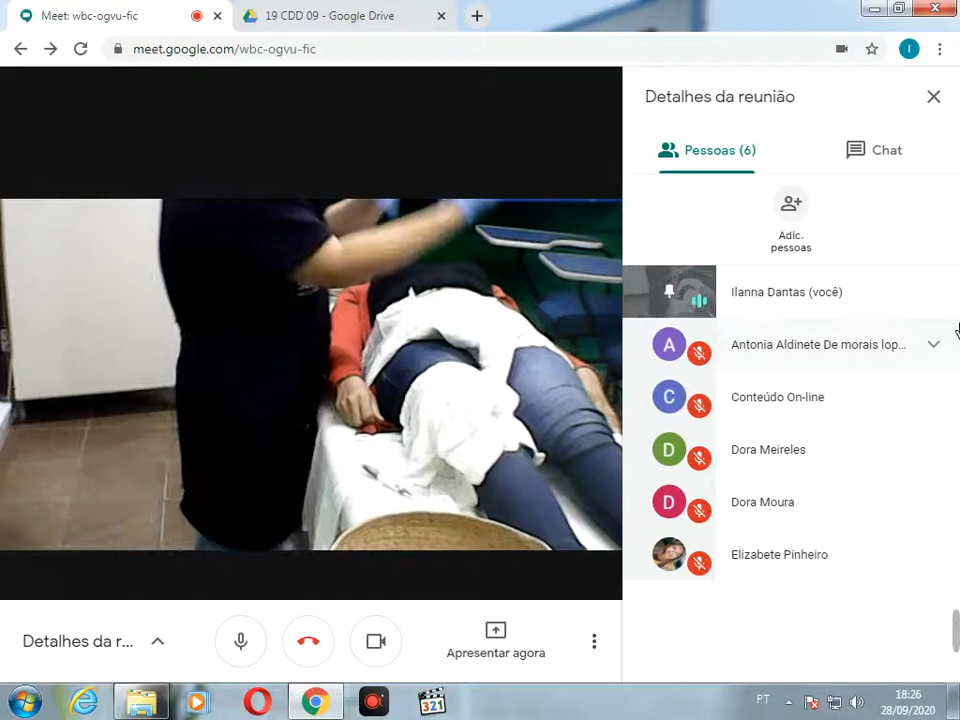 Meet: wbc-ogvu-fic
19 CDD 09 - Google Drive
meet.google.com/wbc-ogvu-fic
I
Detalhes da reunião
Pessoas (6)
Chat
Adic.
pessoas
Ilanna Dantas (você)
A
Antonia Aldinete De morais lop...
C
Conteúdo On-line
D
Dora Meireles
D
Dora Moura
Elizabete Pinheiro
Detalhes da r...
Apresentar agora
321
PT
18:26
28/09/2020